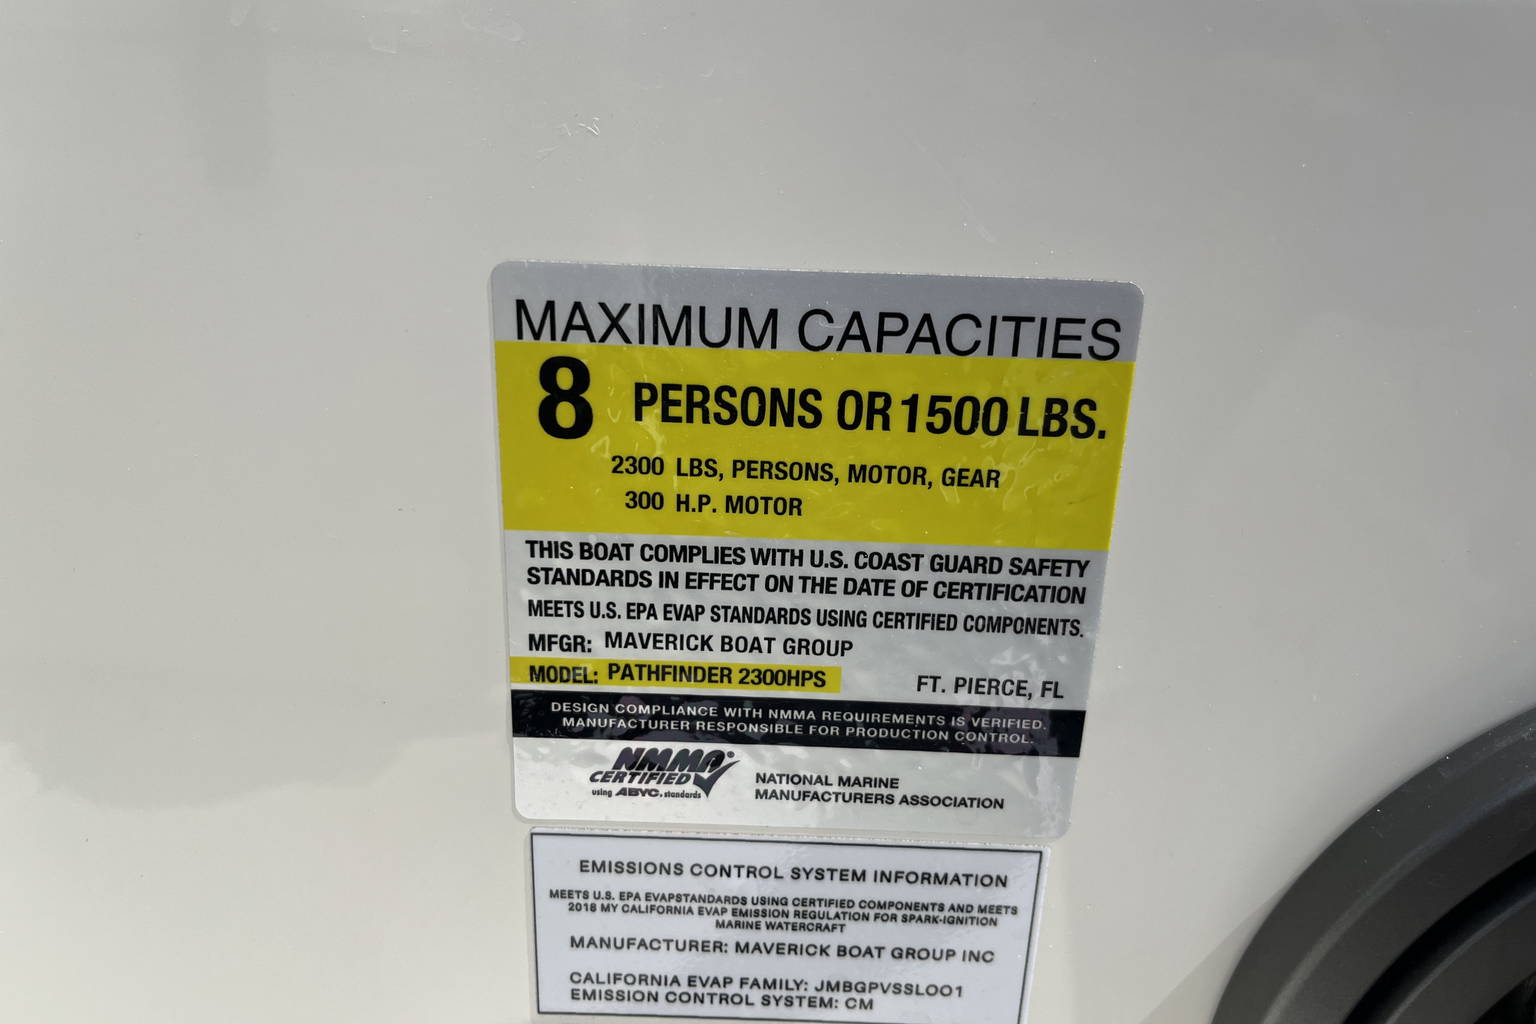 MAXIMUM CAPACITIES
8 PERSONS OR 1500 LBS.
2300 LBS, PERSONS, MOTOR, GEAR
300 H.P. MOTOR
THIS BOAT COMPLIES WITH U.S. COAST GUARD SAFETY
STANDARDS IN EFFECT ON THE DATE OF CERTIFICATION
MEETS U.S. EPA EVAP STANDARDS USING CERTIFIED COMPONENTS.
MFGR: MAVERICK BOAT GROUP
MODEL: PATHFINDER 2300HPS FT. PIERCE, FL
DESIGN COMPLIANCE WITH NMMA REQUIREMENTS IS VERIFIED.
MANUFACTURER RESPONSIBLE FOR PRODUCTION CONTROL.
NMMA®
CERTIFIED
using ABYC. standards
NATIONAL MARINE
MANUFACTURERS ASSOCIATION
EMISSIONS CONTROL SYSTEM INFORMATION
MEETS U.S. EPA EVAPSTANDARDS USING CERTIFIED COMPONENTS AND MEETS
2018 MY CALIFORNIA EVAP EMISSION REGULATION FOR SPARK-IGNITION
MARINE WATERCRAFT
MANUFACTURER: MAVERICK BOAT GROUP INC
CALIFORNIA EVAP FAMILY: JMBGPVSSLOO1
EMISSION CONTROL SYSTEM: CM